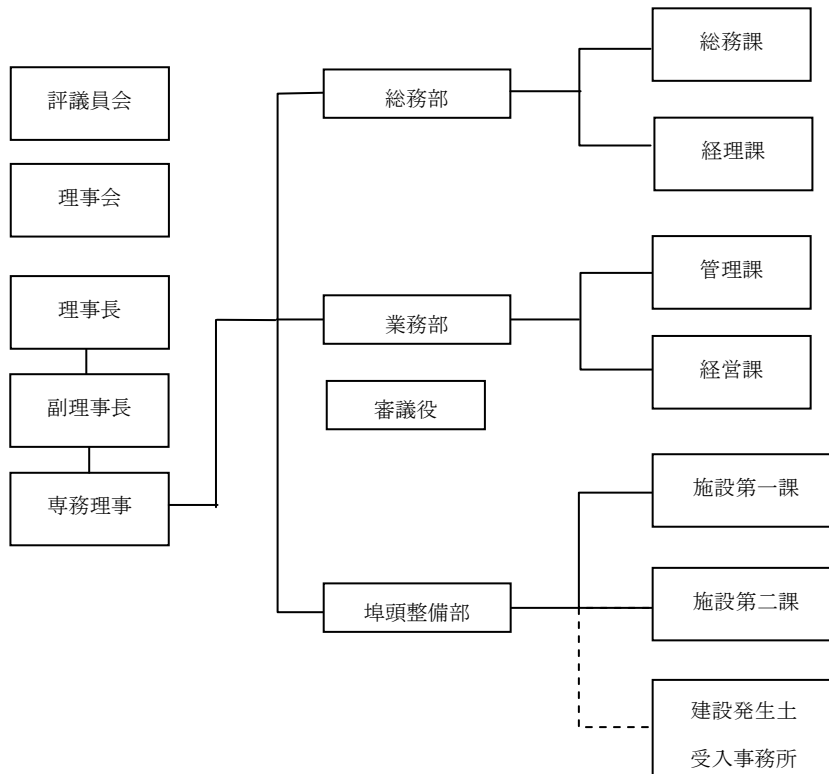 評議員会
理事会
理事長
副理事長
専務理事
総務部
業務部
審議役
埠頭整備部
総務課
経理課
管理課
経営課
施設第一課
施設第二課
建設発生土
受入事務所